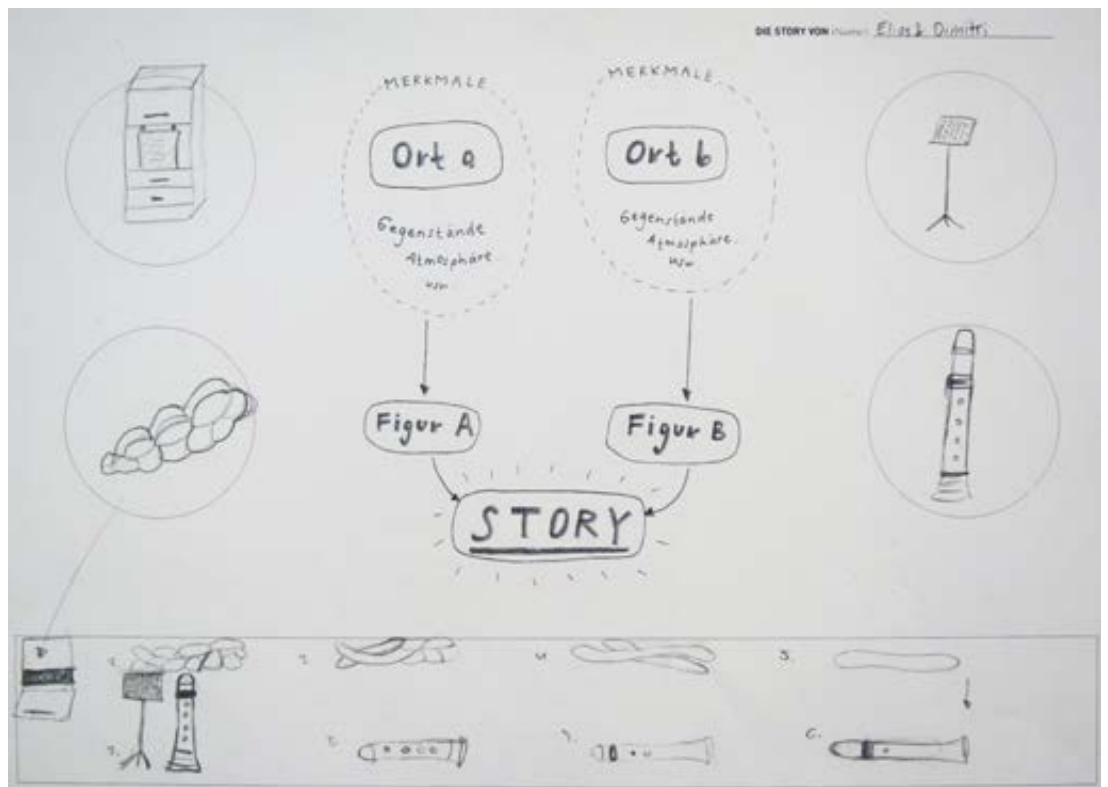 DIE STORY VON (Name) Elias & Dimitri
MERKMALE
Ort a
Gegenstände
Atmosphäre
usw
MERKMALE
Ort b
Gegenstände
Atmosphäre
usw
Figur A
Figur B
STORY
5.